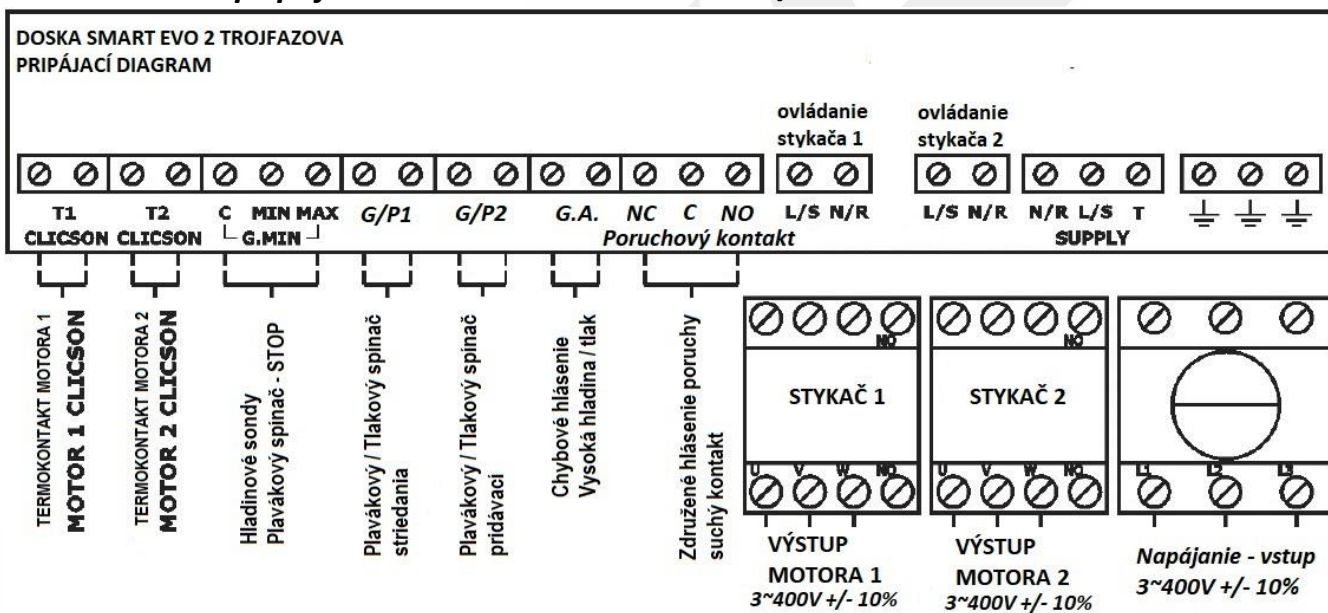 DOSKA SMART EVO 2 TROJFAZOVA
PRIPÁJACÍ DIAGRAM
ovládanie
stykača 1
ovládanie
stykača 2
T1
CLICSON
T2
CLICSON
C MIN MAX
G.MIN
G/P1
G/P2
G.A.
NC C NO
Poruchový kontakt
L/S N/R
L/S N/R
N/R L/S T
SUPPLY
TERMOKONTAKT MOTORA 1
MOTOR 1 CLICSON
TERMOKONTAKT MOTORA 2
MOTOR 2 CLICSON
Hladinové sondy
Plavákový spinač - STOP
Plavákový / Tlakový spinač
striedania
Plavákový / Tlakový spinač
pridávací
Chybové hlásenie
Vysoká hladina / tlak
Združené hlásenie poruchy
suchý kontakt
NO
STYKAČ 1
U V W NO
VÝSTUP
MOTORA 1
3~400V +/- 10%
NO
STYKAČ 2
U V W NO
VÝSTUP
MOTORA 2
3~400V +/- 10%
L1 L2 L3
Napájanie - vstup
3~400V +/- 10%